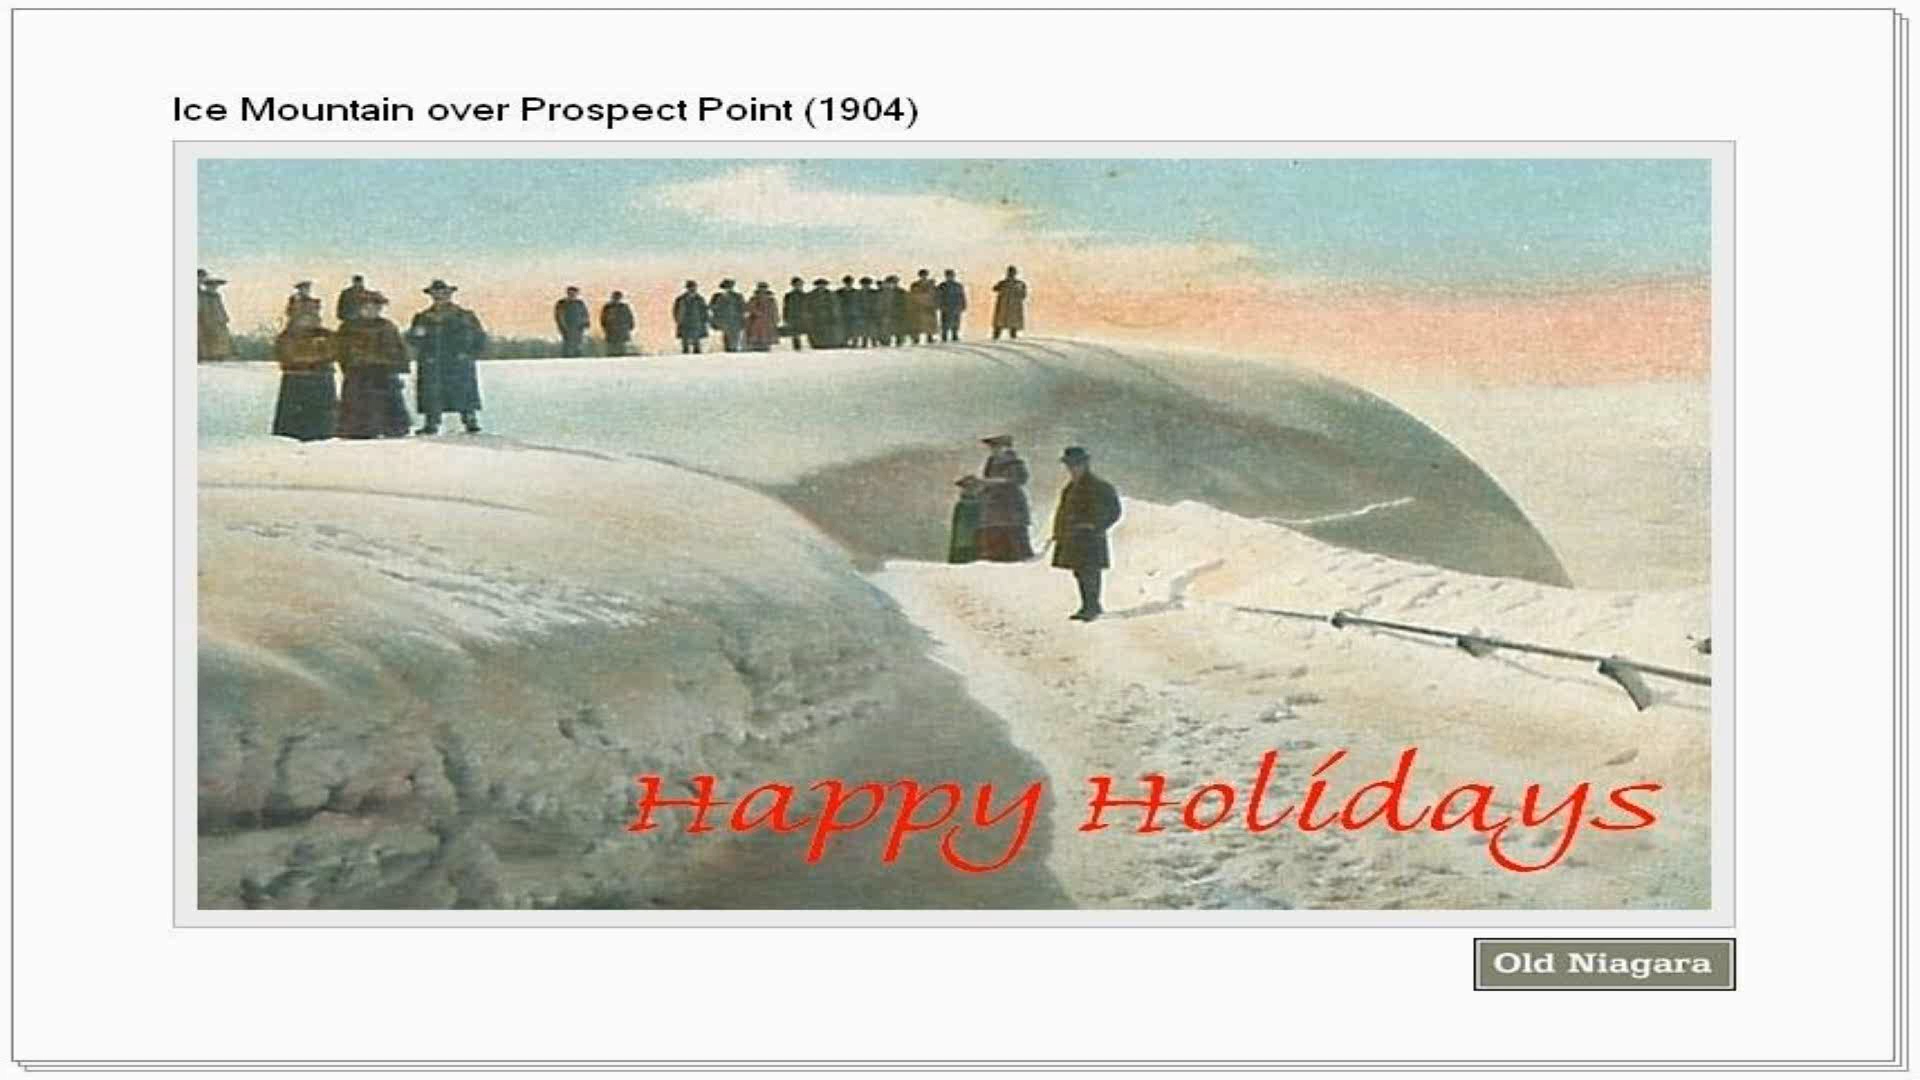 Ice Mountain over Prospect Point (1904)
Happy Holidays
Old Niagara